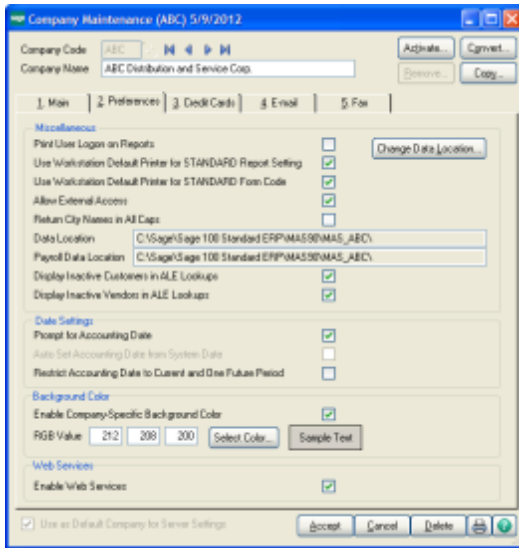 Company Maintenance (ABC) 5/9/2012
Company Code ABC Activate... Convert...
Company Name ABC Distribution and Service Corp. Remove... Copy...
1. Main 2. Preferences 3. Credit Cards 4. E-mail 5. Fax
Miscellaneous
Print User Logon on Reports Change Data Location...
Use Workstation Default Printer for STANDARD Report Setting
Use Workstation Default Printer for STANDARD Form Code
Allow External Access
Return City Names in All Caps
Data Location C:\Sage\Sage 100 Standard ERP\MAS90\MAS_ABC\
Payroll Data Location C:\Sage\Sage 100 Standard ERP\MAS90\MAS_ABC\
Display Inactive Customers in ALE Lookups
Display Inactive Vendors in ALE Lookups
Date Settings
Prompt for Accounting Date
Auto Set Accounting Date from System Date
Restrict Accounting Date to Current and One Future Period
Background Color
Enable Company-Specific Background Color
RGB Value 212 208 200 Select Color... Sample Text
Web Services
Enable Web Services
Use as Default Company for Server Settings Accept Cancel Delete